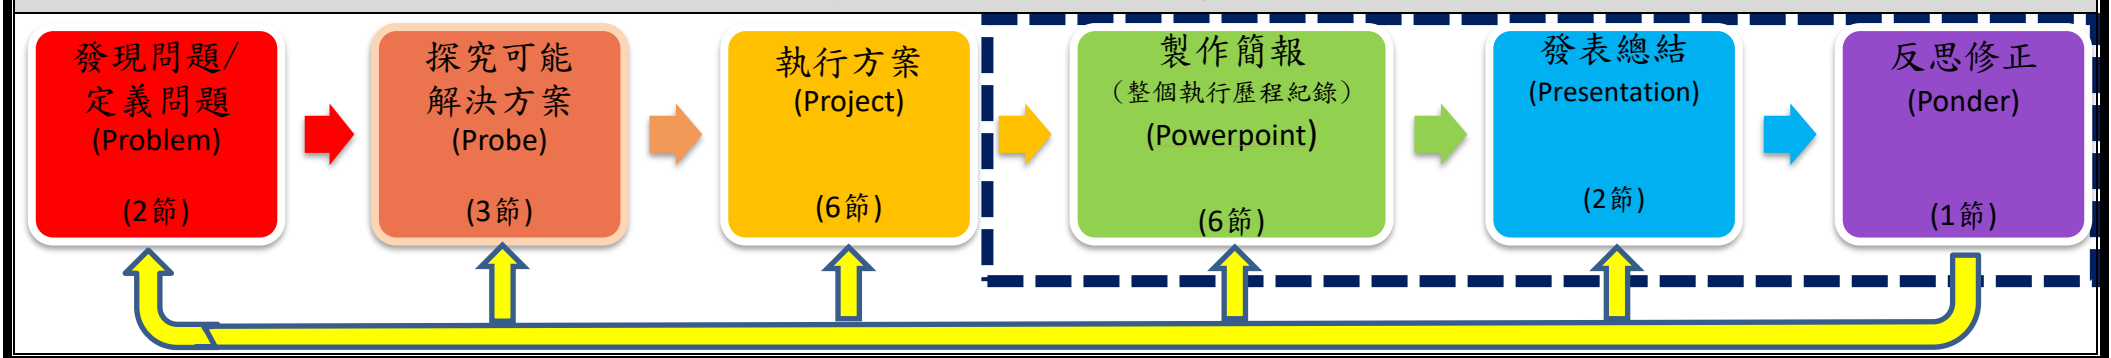 發現問題/
定義問題
(Problem)
(2節)
探究可能
解決方案
(Probe)
(3節)
執行方案
(Project)
(6節)
製作簡報
（整個執行歷程紀錄）
(Powerpoint)
(6節)
發表總結
(Presentation)
(2節)
反思修正
(Ponder)
(1節)